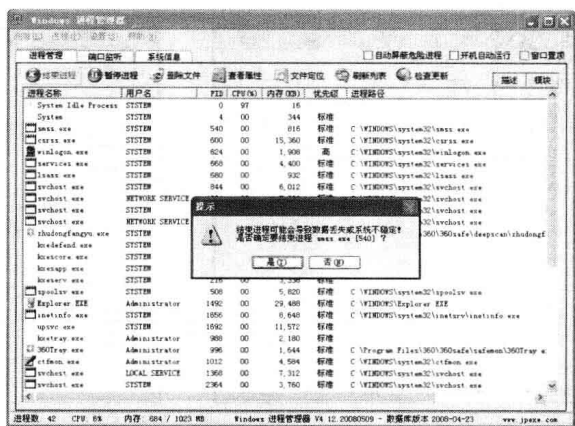 Windows 进程管理器
进程管理 端口监听 系统信息 自动屏蔽危险进程 开机自动运行 窗口置顶
结束进程 暂停进程 删除文件 查看属性 文件定位 刷新列表 检查更新 描述 模块
进程名称 用户名 PID CPU(%) 内存(KB) 优先级 进程路径
System Idle Process SYSTEM 0 97 16
System SYSTEM 4 00 344 标准
smss.exe SYSTEM 540 00 816 标准 C:\WINDOWS\system32\smss.exe
csrss.exe SYSTEM 600 00 15,360 标准 C:\WINDOWS\system32\csrss.exe
winlogon.exe SYSTEM 624 00 1,908 高 C:\WINDOWS\system32\winlogon.exe
services.exe SYSTEM 668 00 4,400 标准 C:\WINDOWS\system32\services.exe
lsass.exe SYSTEM 680 00 932 标准 C:\WINDOWS\system32\lsass.exe
svchost.exe SYSTEM 844 00 6,012 标准 C:\WINDOWS\system32\svchost.exe
svchost.exe NETWORK SERVICE
svchost.exe SYSTEM
svchost.exe NETWORK SERVICE
zhudongfangyu.exe SYSTEM 360\360safe\deepscan\zhudongf
kxedefend.exe SYSTEM
kxescore.exe SYSTEM
kxesapp.exe SYSTEM
kxeserv.exe SYSTEM
提示
结束进程可能会导致数据丢失或系统不稳定!
是否确定要结束进程 smss.exe [540] ?
是(Y) 否(N)
spoolsv.exe SYSTEM 508 00 5,820 标准 C:\WINDOWS\system32\spoolsv.exe
Explorer.EXE Administrator 1492 00 29,488 标准 C:\WINDOWS\Explorer.EXE
inetinfo.exe Administrator 1656 00 8,648 标准 C:\WINDOWS\system32\inetsrv\inetinfo.exe
upsvc.exe SYSTEM 1692 00 11,572 标准
kxetray.exe Administrator 988 00 2,180 标准
360Tray.exe Administrator 996 00 1,644 标准 C:\Program Files\360\360safe\safemon\360Tray.e
ctfmon.exe Administrator 1012 00 4,584 标准 C:\WINDOWS\system32\ctfmon.exe
svchost.exe LOCAL SERVICE 1368 00 7,312 标准 C:\WINDOWS\system32\svchost.exe
svchost.exe SYSTEM 2364 00 3,760 标准 C:\WINDOWS\system32\svchost.exe
进程数 42 CPU: 6% 内存: 684 / 1023 MB Windows 进程管理器 V4.12.20080509 - 数据库版本 2008-04-23 www.jpexe.com